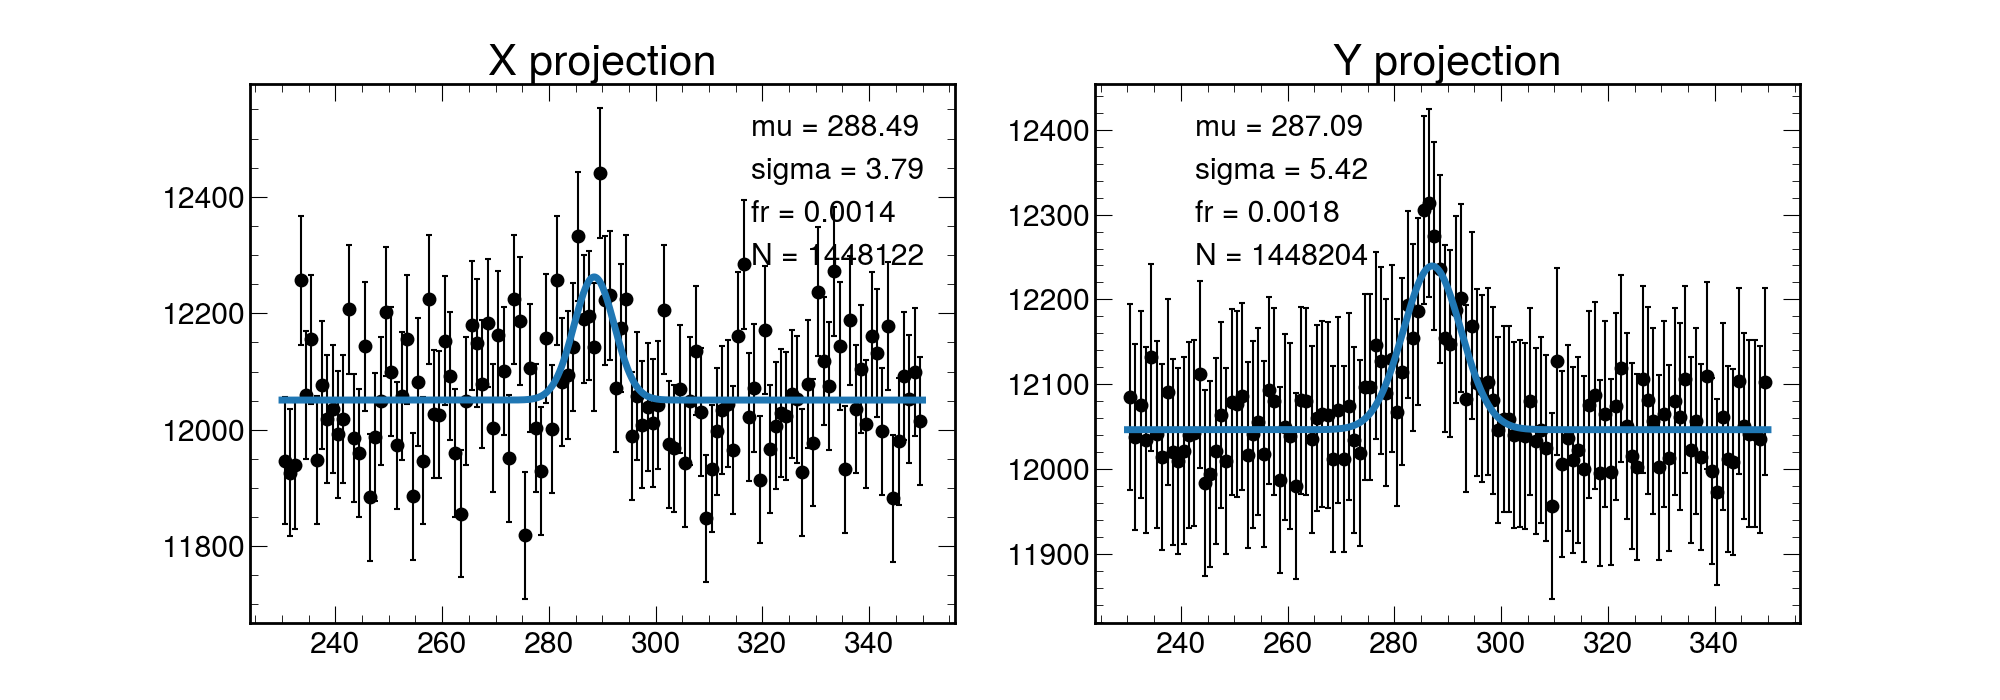 X projection
mu = 288.49
sigma = 3.79
fr = 0.0014
N = 1448122
12400
12200
12000
11800
240 260 280 300 320 340
Y projection
mu = 287.09
sigma = 5.42
fr = 0.0018
N = 1448204
12400
12300
12200
12100
12000
11900
240 260 280 300 320 340